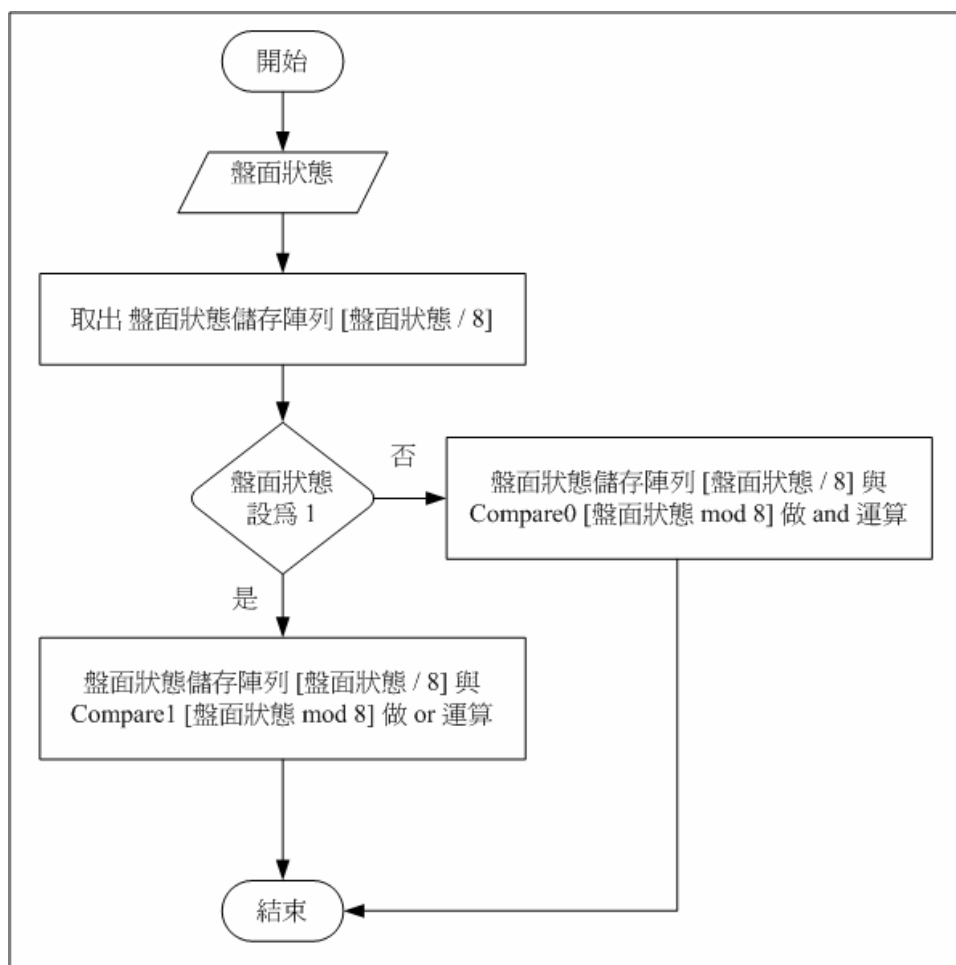 開始
盤面狀態
取出 盤面狀態儲存陣列 [盤面狀態 / 8]
盤面狀態
設爲 1
否
盤面狀態儲存陣列 [盤面狀態 / 8] 與
Compare0 [盤面狀態 mod 8] 做 and 運算
是
盤面狀態儲存陣列 [盤面狀態 / 8] 與
Compare1 [盤面狀態 mod 8] 做 or 運算
結束